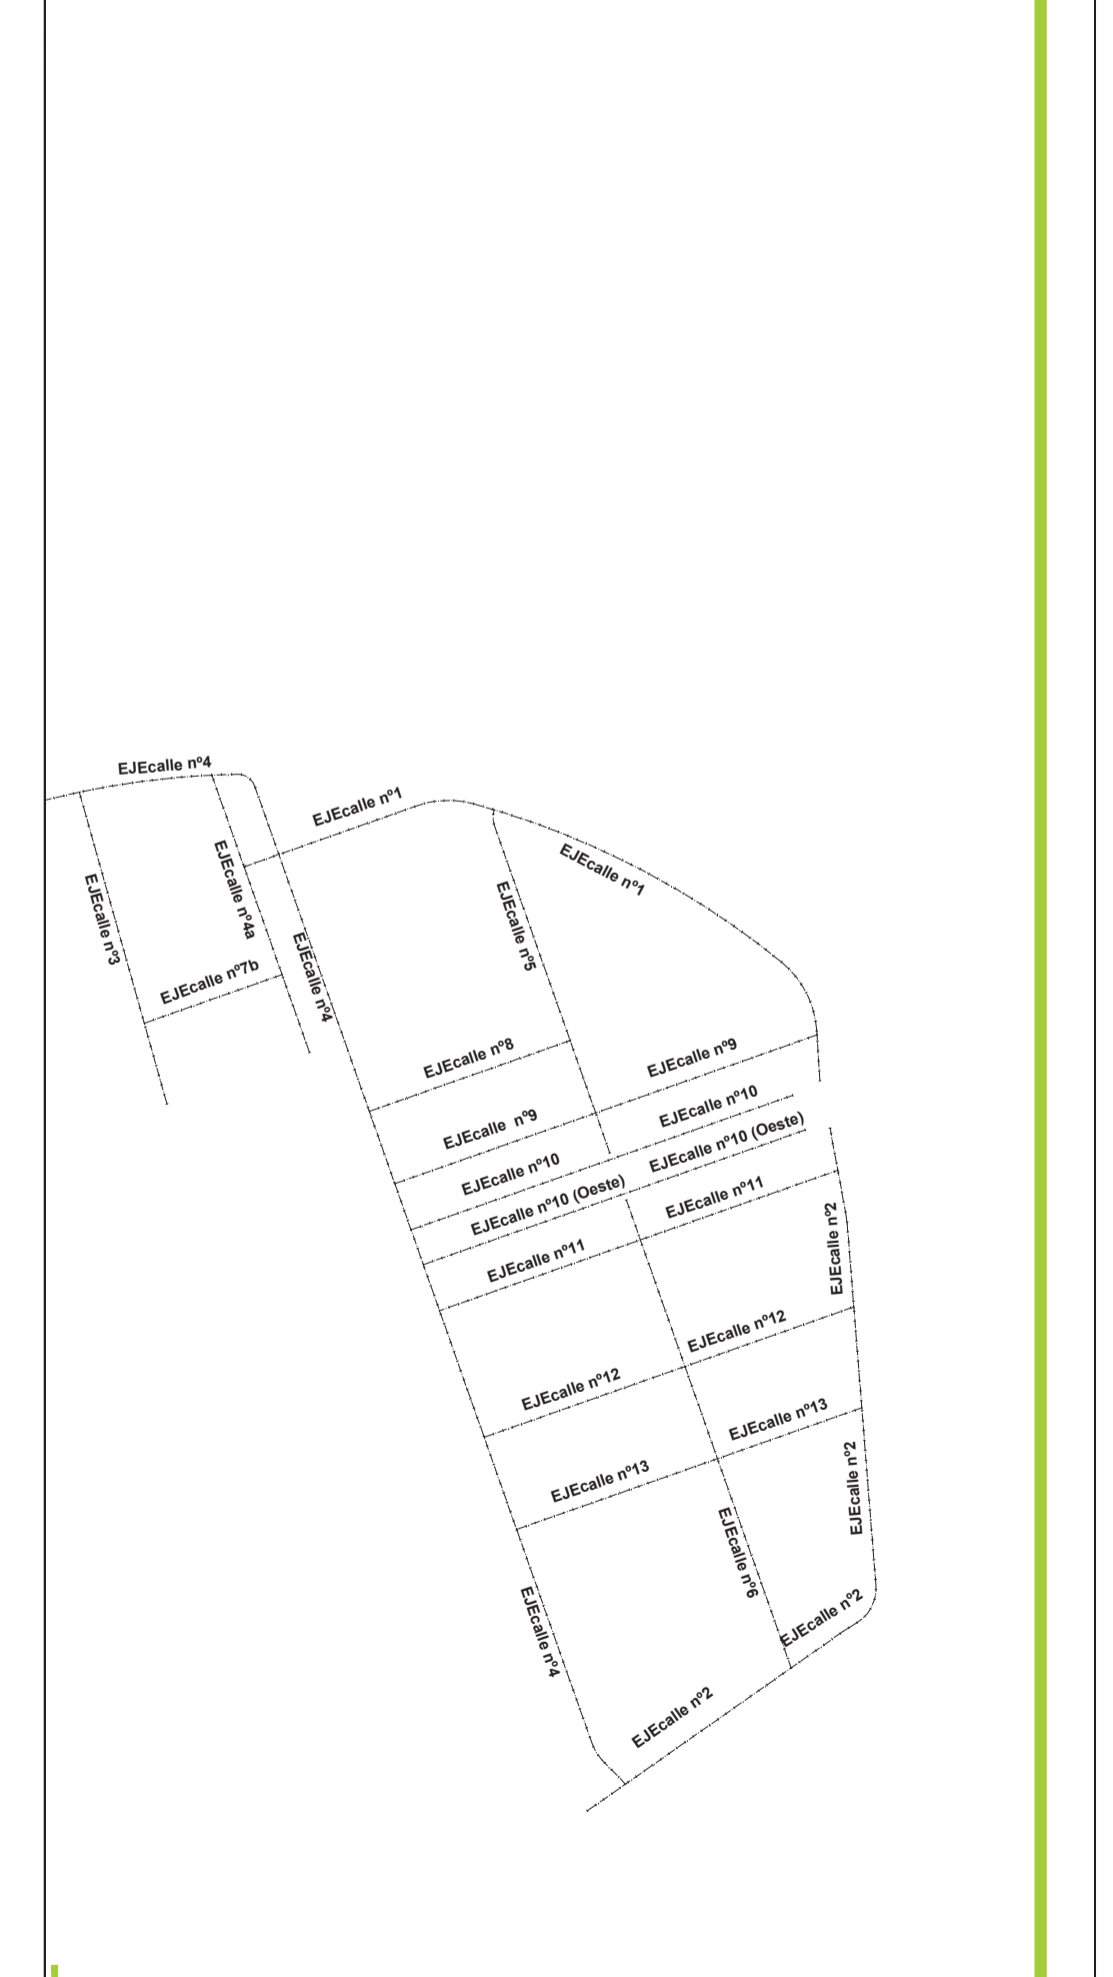 EJEcalle nº4
EJEcalle nº1
EJEcalle nº1
EJEcalle nº4a
EJEcalle nº3
EJEcalle nº5
EJEcalle nº7b
EJEcalle nº4
EJEcalle nº8
EJEcalle nº9
EJEcalle nº9
EJEcalle nº10
EJEcalle nº10
EJEcalle nº10 (Oeste)
EJEcalle nº10 (Oeste)
EJEcalle nº11
EJEcalle nº11
EJEcalle nº2
EJEcalle nº12
EJEcalle nº12
EJEcalle nº13
EJEcalle nº13
EJEcalle nº2
EJEcalle nº6
EJEcalle nº4
EJEcalle nº2
EJEcalle nº2